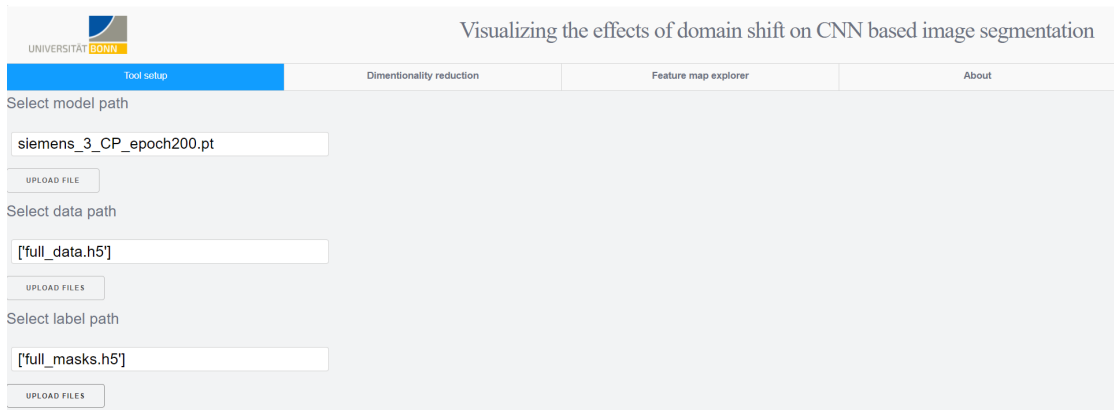 UNIVERSITÄT BONN
Visualizing the effects of domain shift on CNN based image segmentation
Tool setup
Dimentionality reduction
Feature map explorer
About
Select model path
siemens_3_CP_epoch200.pt
UPLOAD FILE
Select data path
['full_data.h5']
UPLOAD FILES
Select label path
['full_masks.h5']
UPLOAD FILES